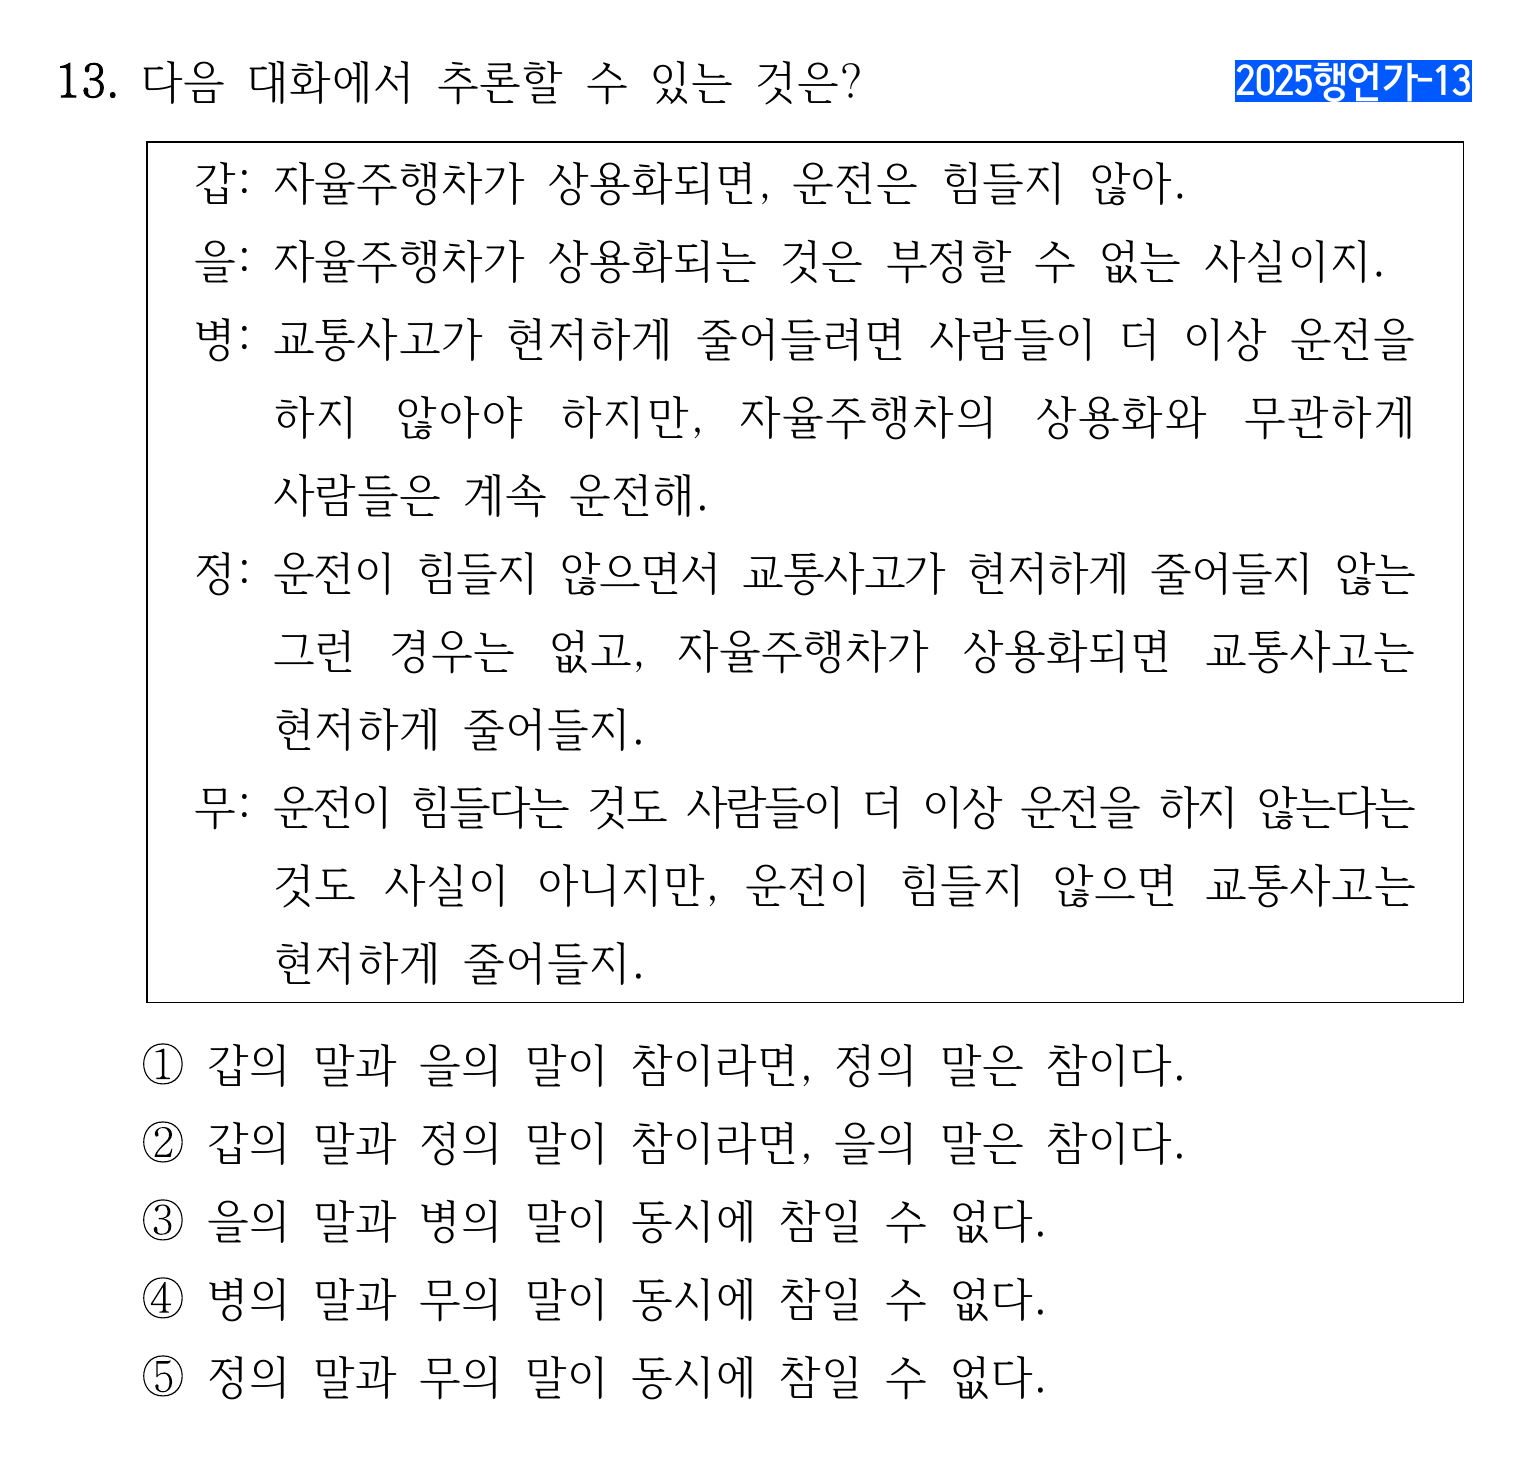 13. 다음 대화에서 추론할 수 있는 것은?
2025행언가-13
갑: 자율주행차가 상용화되면, 운전은 힘들지 않아.
을: 자율주행차가 상용화되는 것은 부정할 수 없는 사실이지.
병: 교통사고가 현저하게 줄어들려면 사람들이 더 이상 운전을
하지 않아야 하지만, 자율주행차의 상용화와 무관하게
사람들은 계속 운전해.
정: 운전이 힘들지 않으면서 교통사고가 현저하게 줄어들지 않는
그런 경우는 없고, 자율주행차가 상용화되면 교통사고는
현저하게 줄어들지.
무: 운전이 힘들다는 것도 사람들이 더 이상 운전을 하지 않는다는
것도 사실이 아니지만, 운전이 힘들지 않으면 교통사고는
현저하게 줄어들지.
① 갑의 말과 을의 말이 참이라면, 정의 말은 참이다.
② 갑의 말과 정의 말이 참이라면, 을의 말은 참이다.
③ 을의 말과 병의 말이 동시에 참일 수 없다.
④ 병의 말과 무의 말이 동시에 참일 수 없다.
⑤ 정의 말과 무의 말이 동시에 참일 수 없다.